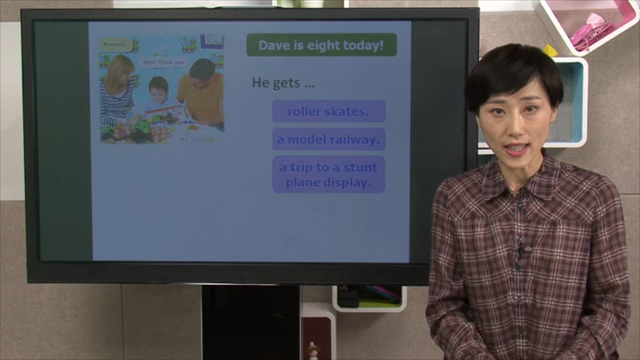 Dave is eight today!
He gets ...
roller skates.
a model railway.
a trip to a stunt
plane display.